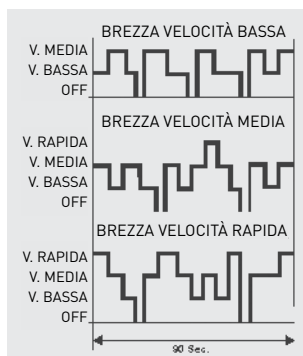 BREZZA VELOCITÀ BASSA
V. MEDIA
V. BASSA
OFF
BREZZA VELOCITÀ MEDIA
V. RAPIDA
V. MEDIA
V. BASSA
OFF
BREZZA VELOCITÀ RAPIDA
V. RAPIDA
V. MEDIA
V. BASSA
OFF
90 Sec.